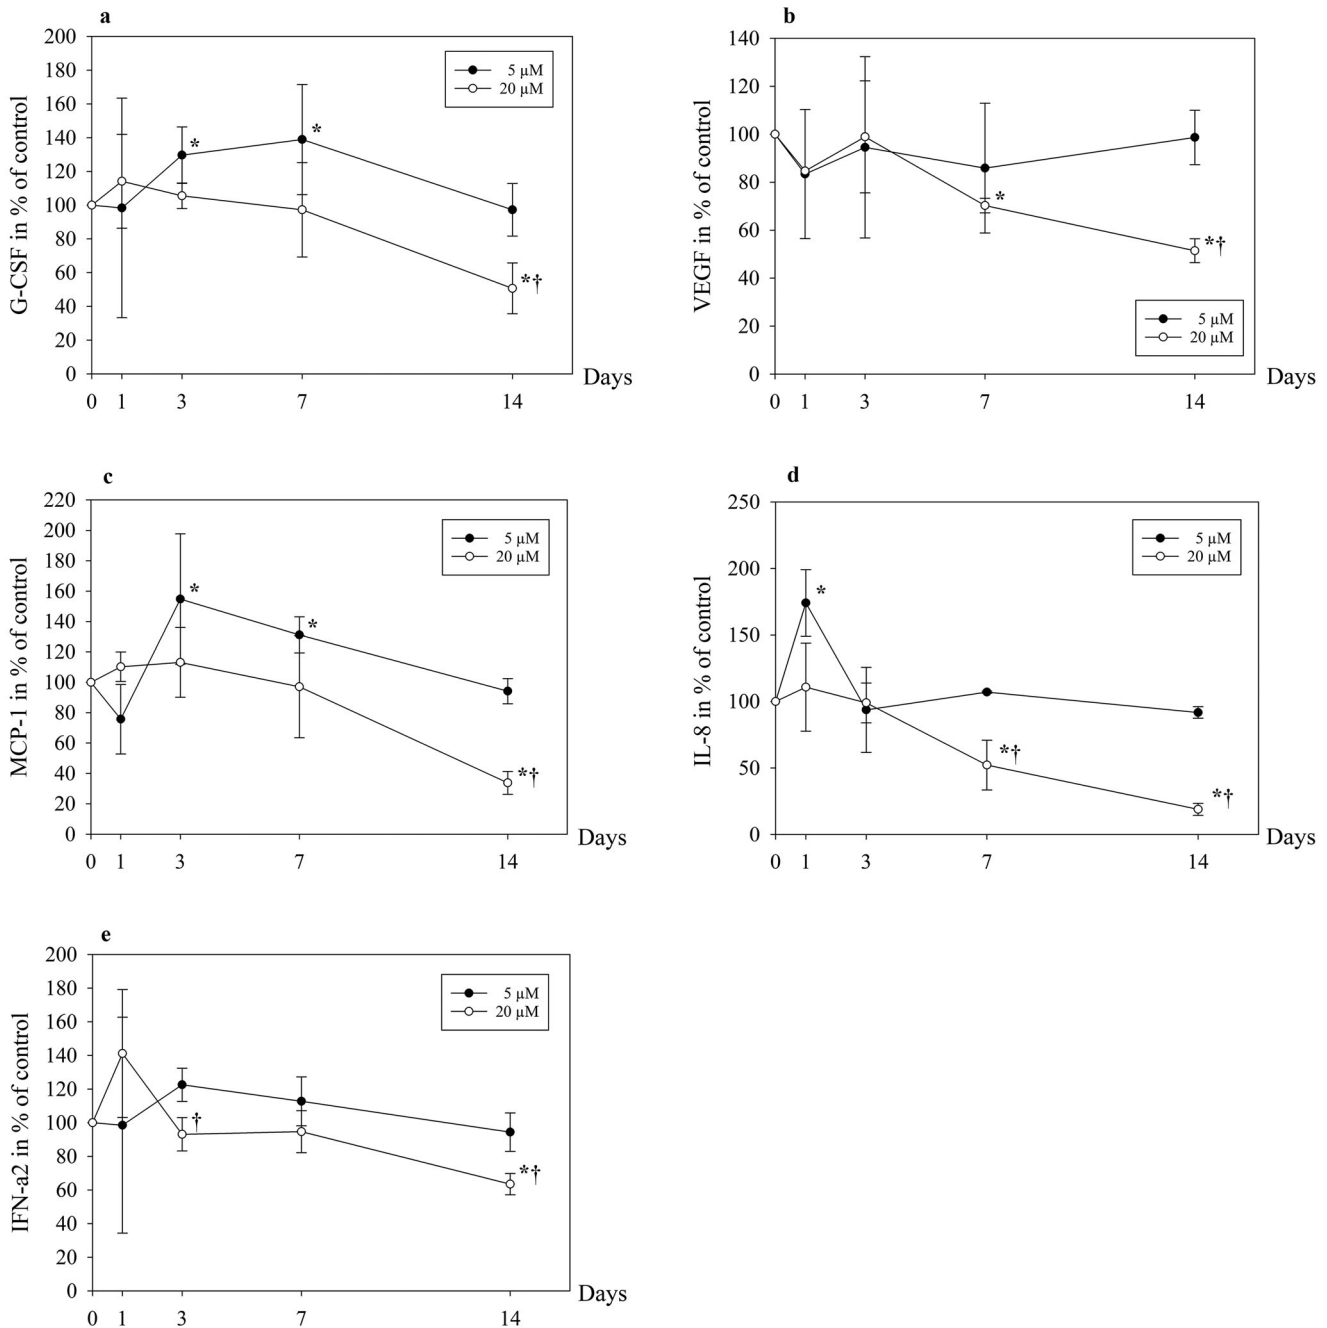 a
G-CSF in % of control
200
180
160
140
120
100
80
60
40
20
0
5 µM
20 µM
*
*
*†
0 1 3 7 14
Days
b
VEGF in % of control
140
120
100
80
60
40
20
0
*
*†
5 µM
20 µM
0 1 3 7 14
Days
c
MCP-1 in % of control
220
200
180
160
140
120
100
80
60
40
20
0
5 µM
20 µM
*
*
*†
0 1 3 7 14
Days
d
IL-8 in % of control
250
200
150
100
50
0
5 µM
20 µM
*
*†
*†
0 1 3 7 14
Days
e
IFN-a2 in % of control
200
180
160
140
120
100
80
60
40
20
0
5 µM
20 µM
†
*†
0 1 3 7 14
Days